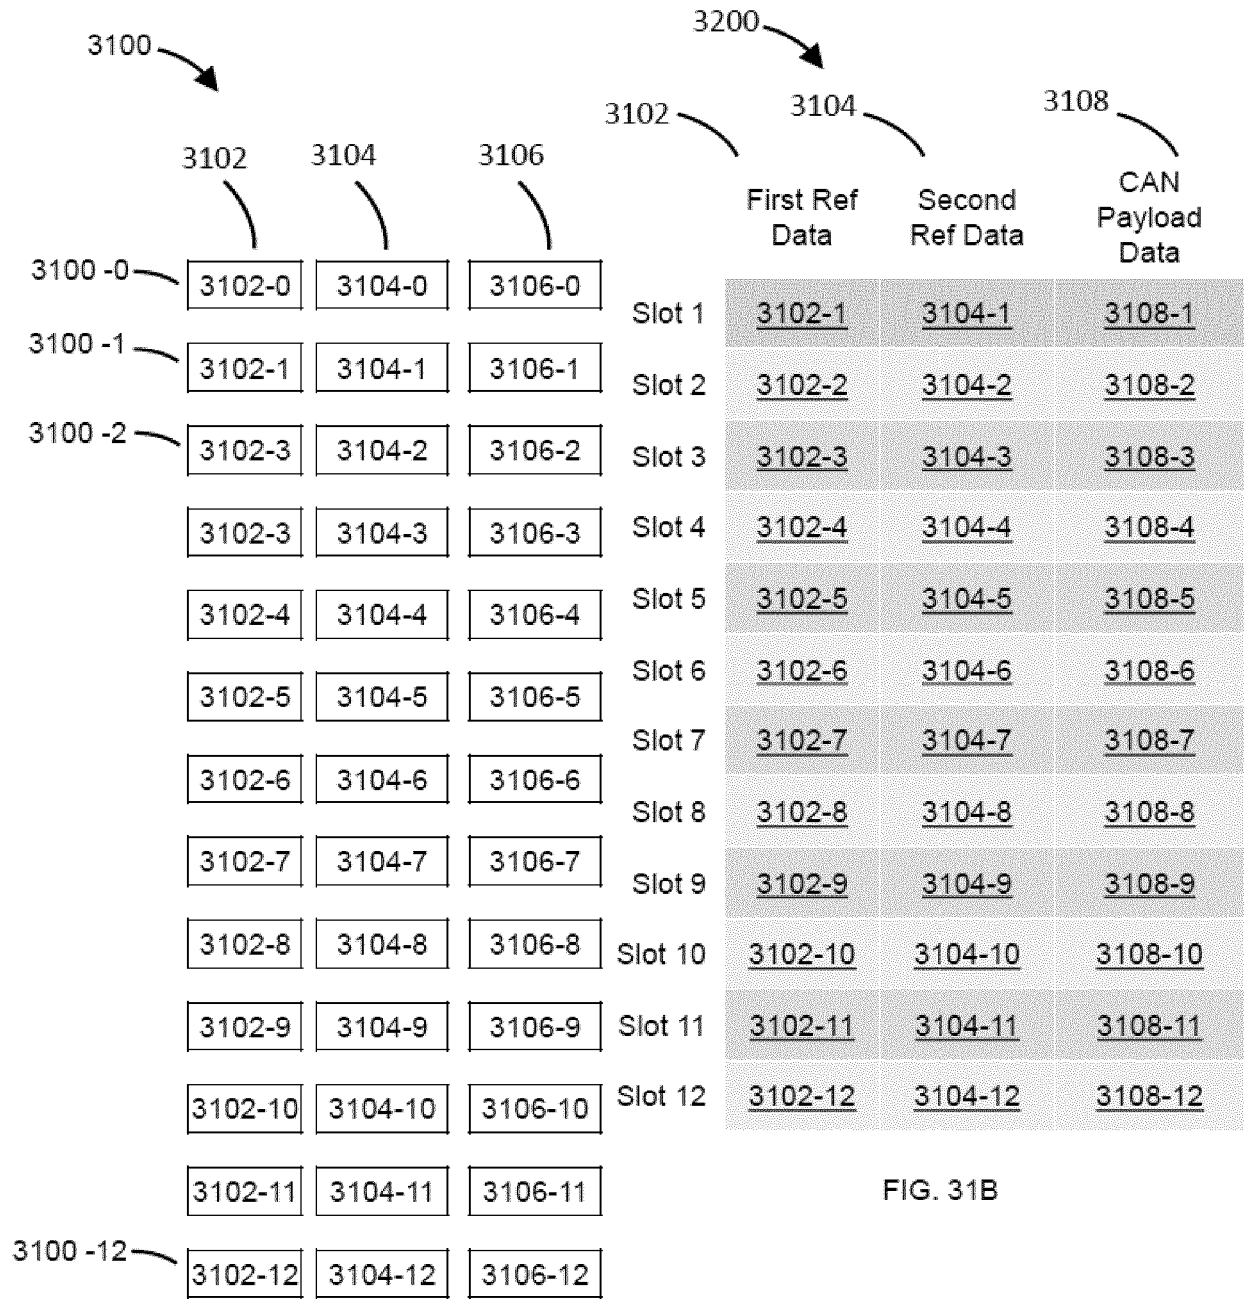 3100
3102 3104 3106
3100 -0 3102-0 3104-0 3106-0
3100 -1 3102-1 3104-1 3106-1
3100 -2 3102-3 3104-2 3106-2
3102-3 3104-3 3106-3
3102-4 3104-4 3106-4
3102-5 3104-5 3106-5
3102-6 3104-6 3106-6
3102-7 3104-7 3106-7
3102-8 3104-8 3106-8
3102-9 3104-9 3106-9
3102-10 3104-10 3106-10
3102-11 3104-11 3106-11
3100 -12 3102-12 3104-12 3106-12
3200
3102 3104 3108
First Ref Data
Second Ref Data
CAN Payload Data
Slot 1 3102-1 3104-1 3108-1
Slot 2 3102-2 3104-2 3108-2
Slot 3 3102-3 3104-3 3108-3
Slot 4 3102-4 3104-4 3108-4
Slot 5 3102-5 3104-5 3108-5
Slot 6 3102-6 3104-6 3108-6
Slot 7 3102-7 3104-7 3108-7
Slot 8 3102-8 3104-8 3108-8
Slot 9 3102-9 3104-9 3108-9
Slot 10 3102-10 3104-10 3108-10
Slot 11 3102-11 3104-11 3108-11
Slot 12 3102-12 3104-12 3108-12
FIG. 31B